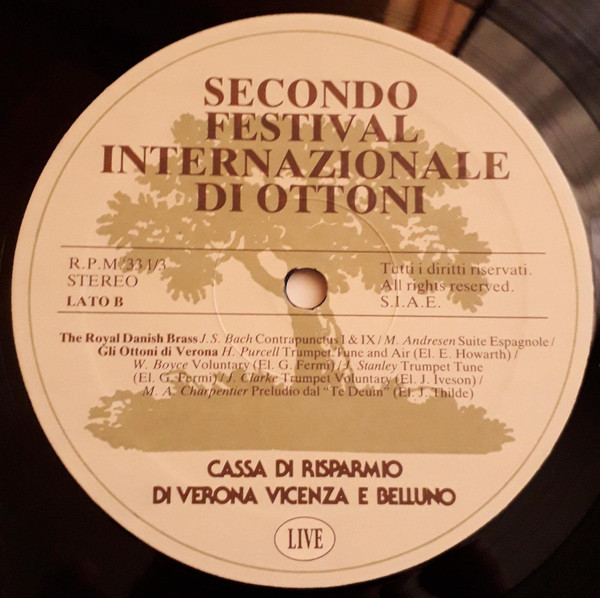 SECONDO
FESTIVAL
INTERNAZIONALE
DI OTTONI
R.P.M. 33 1/3
STEREO
LATO B
Tutti i diritti riservati.
All rights reserved.
S.I.A.E.
The Royal Danish Brass J.S. Bach Contrapunctus I & IX / M. Andresen Suite Espagnole /
Gli Ottoni di Verona H. Purcell Trumpet Tune and Air (El. E. Howarth) /
W. Boyce Voluntary (El. G. Fermi) / J. Stanley Trumpet Tune
(El. G. Fermi) / J. Clarke Trumpet Voluntary (El. J. Iveson) /
M. A. Charpentier Preludio dal “Te Deum” (El. J. Thilde)
CASSA DI RISPARMIO
DI VERONA VICENZA E BELLUNO
LIVE